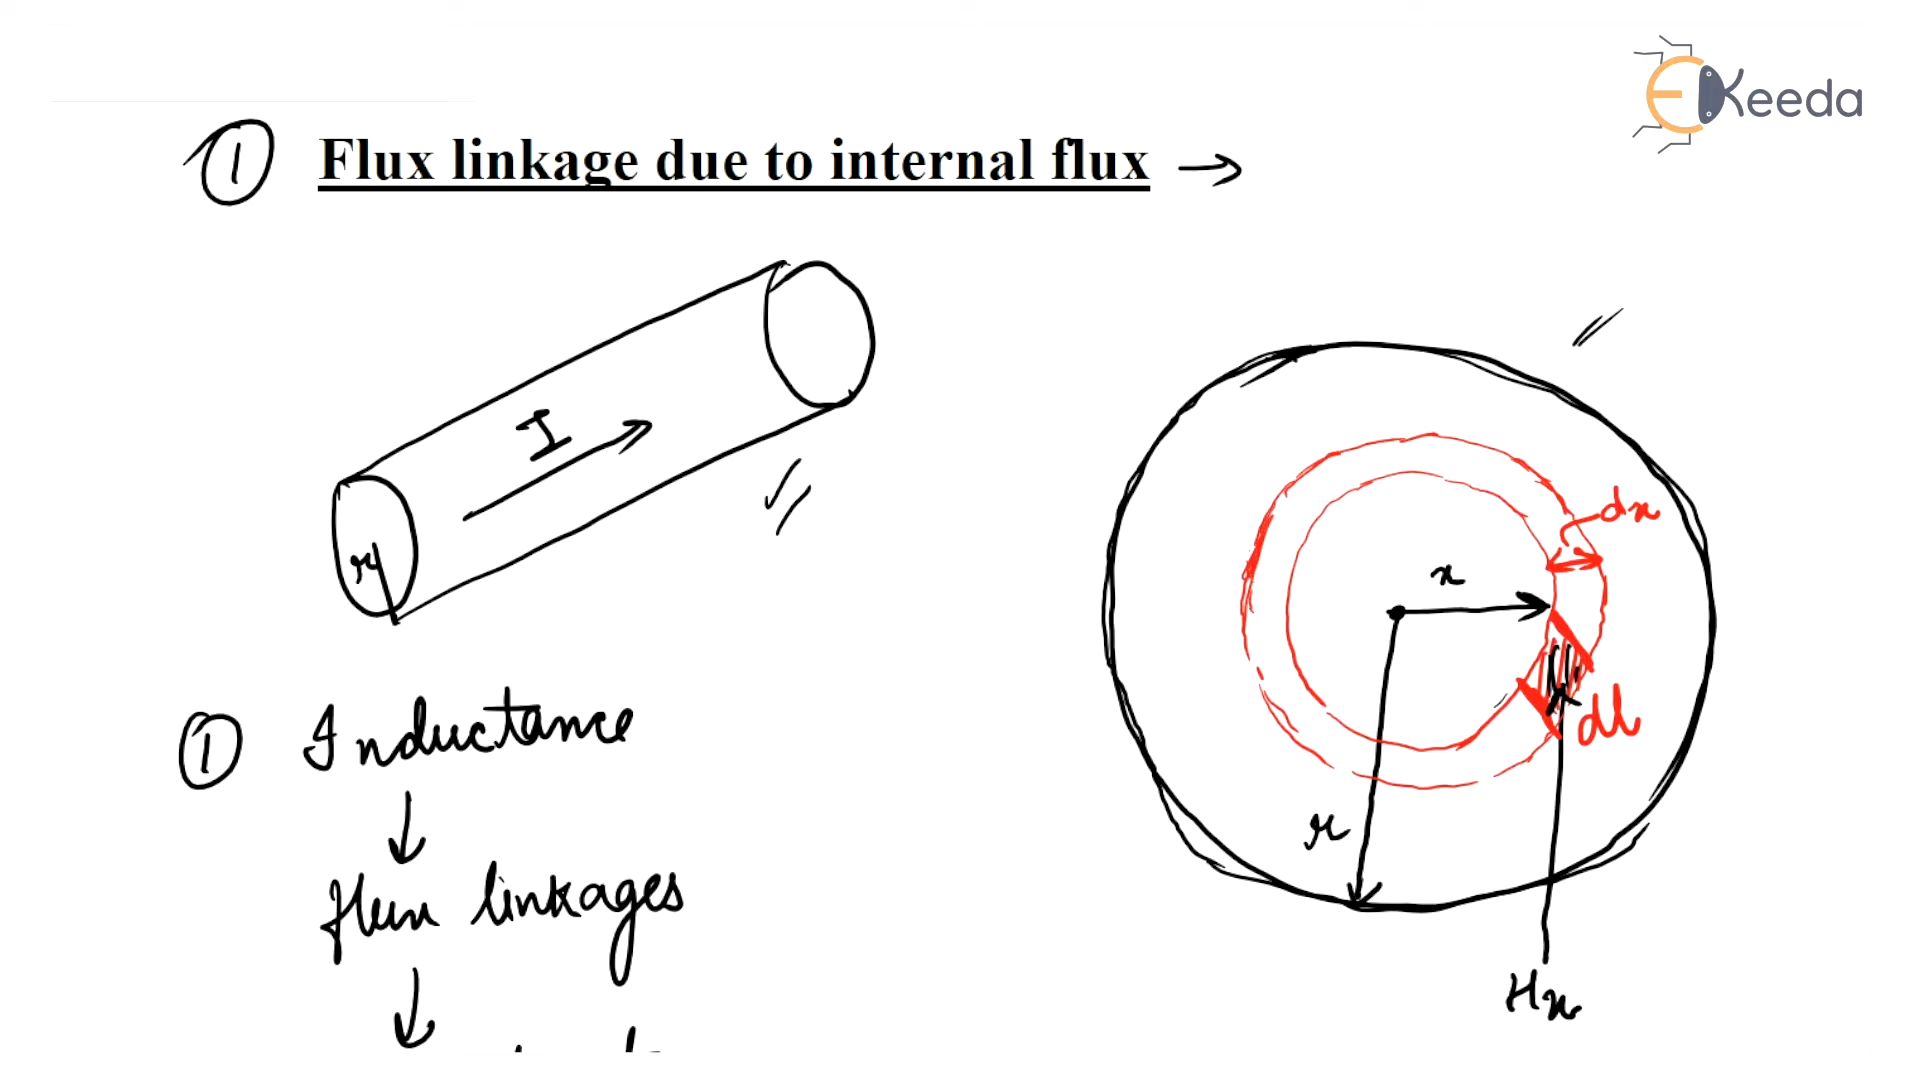 EKeeda
① Flux linkage due to internal flux →
I
r
dx
x
dl
r
Hx
① Inductance
↓
flux linkages
↓